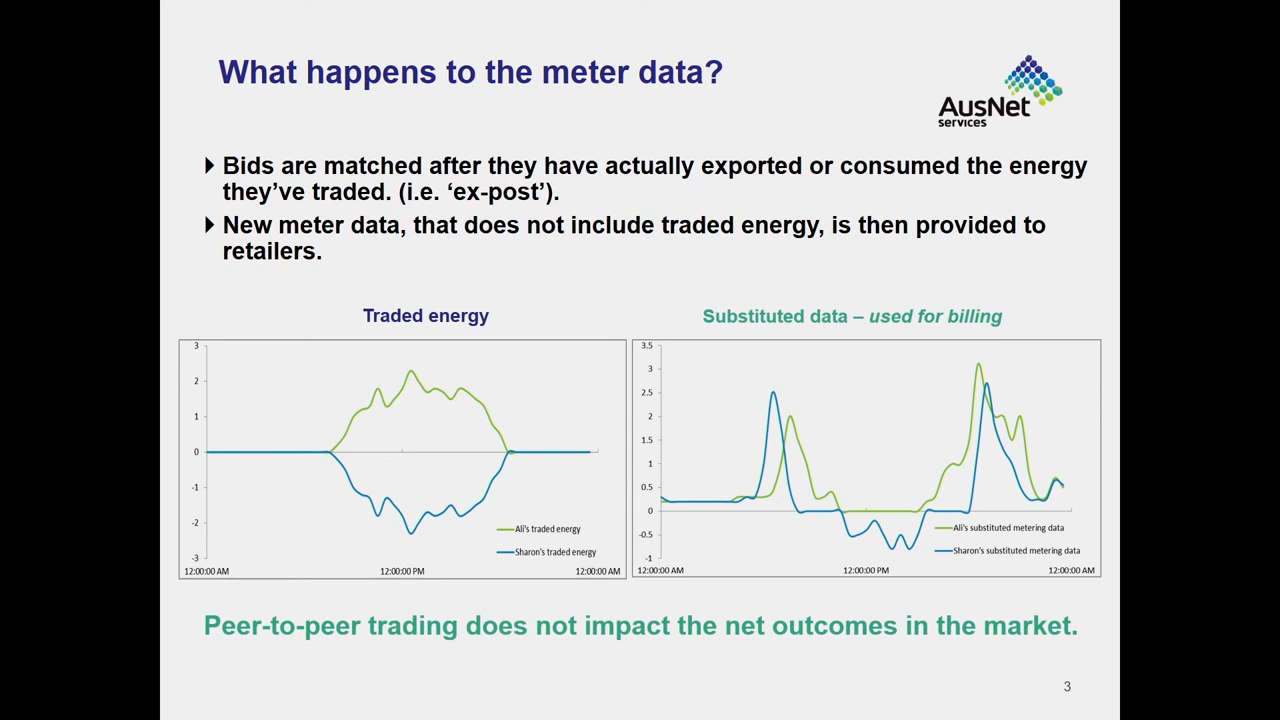 What happens to the meter data?
AusNet
services
Bids are matched after they have actually exported or consumed the energy
they’ve traded. (i.e. ‘ex-post’).
New meter data, that does not include traded energy, is then provided to
retailers.
Traded energy
3
2
1
0
-1
-2
-3
Ali's traded energy
Sharon's traded energy
12:00:00 AM 12:00:00 PM 12:00:00 AM
Substituted data – used for billing
3.5
3
2.5
2
1.5
1
0.5
0
-0.5
-1
Ali's substituted metering data
Sharon's substituted metering data
12:00:00 AM 12:00:00 PM 12:00:00 AM
Peer-to-peer trading does not impact the net outcomes in the market.
3